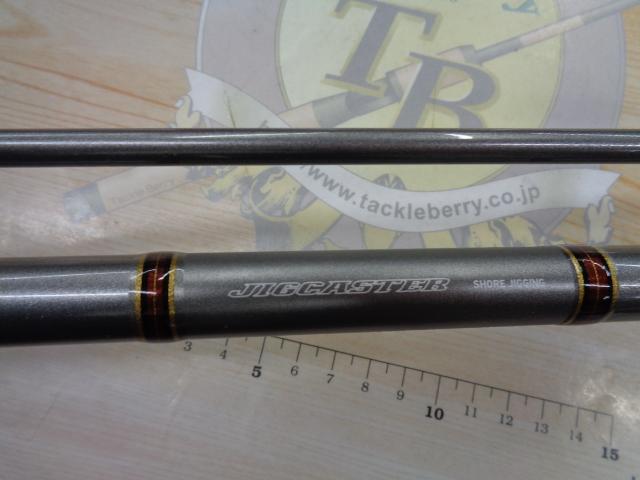 TB
www.tackleberry.co.jp
JIGCASTER
SHORE JIGGING
3 4 5 6 7 8 9 10 11 12 13 14 15